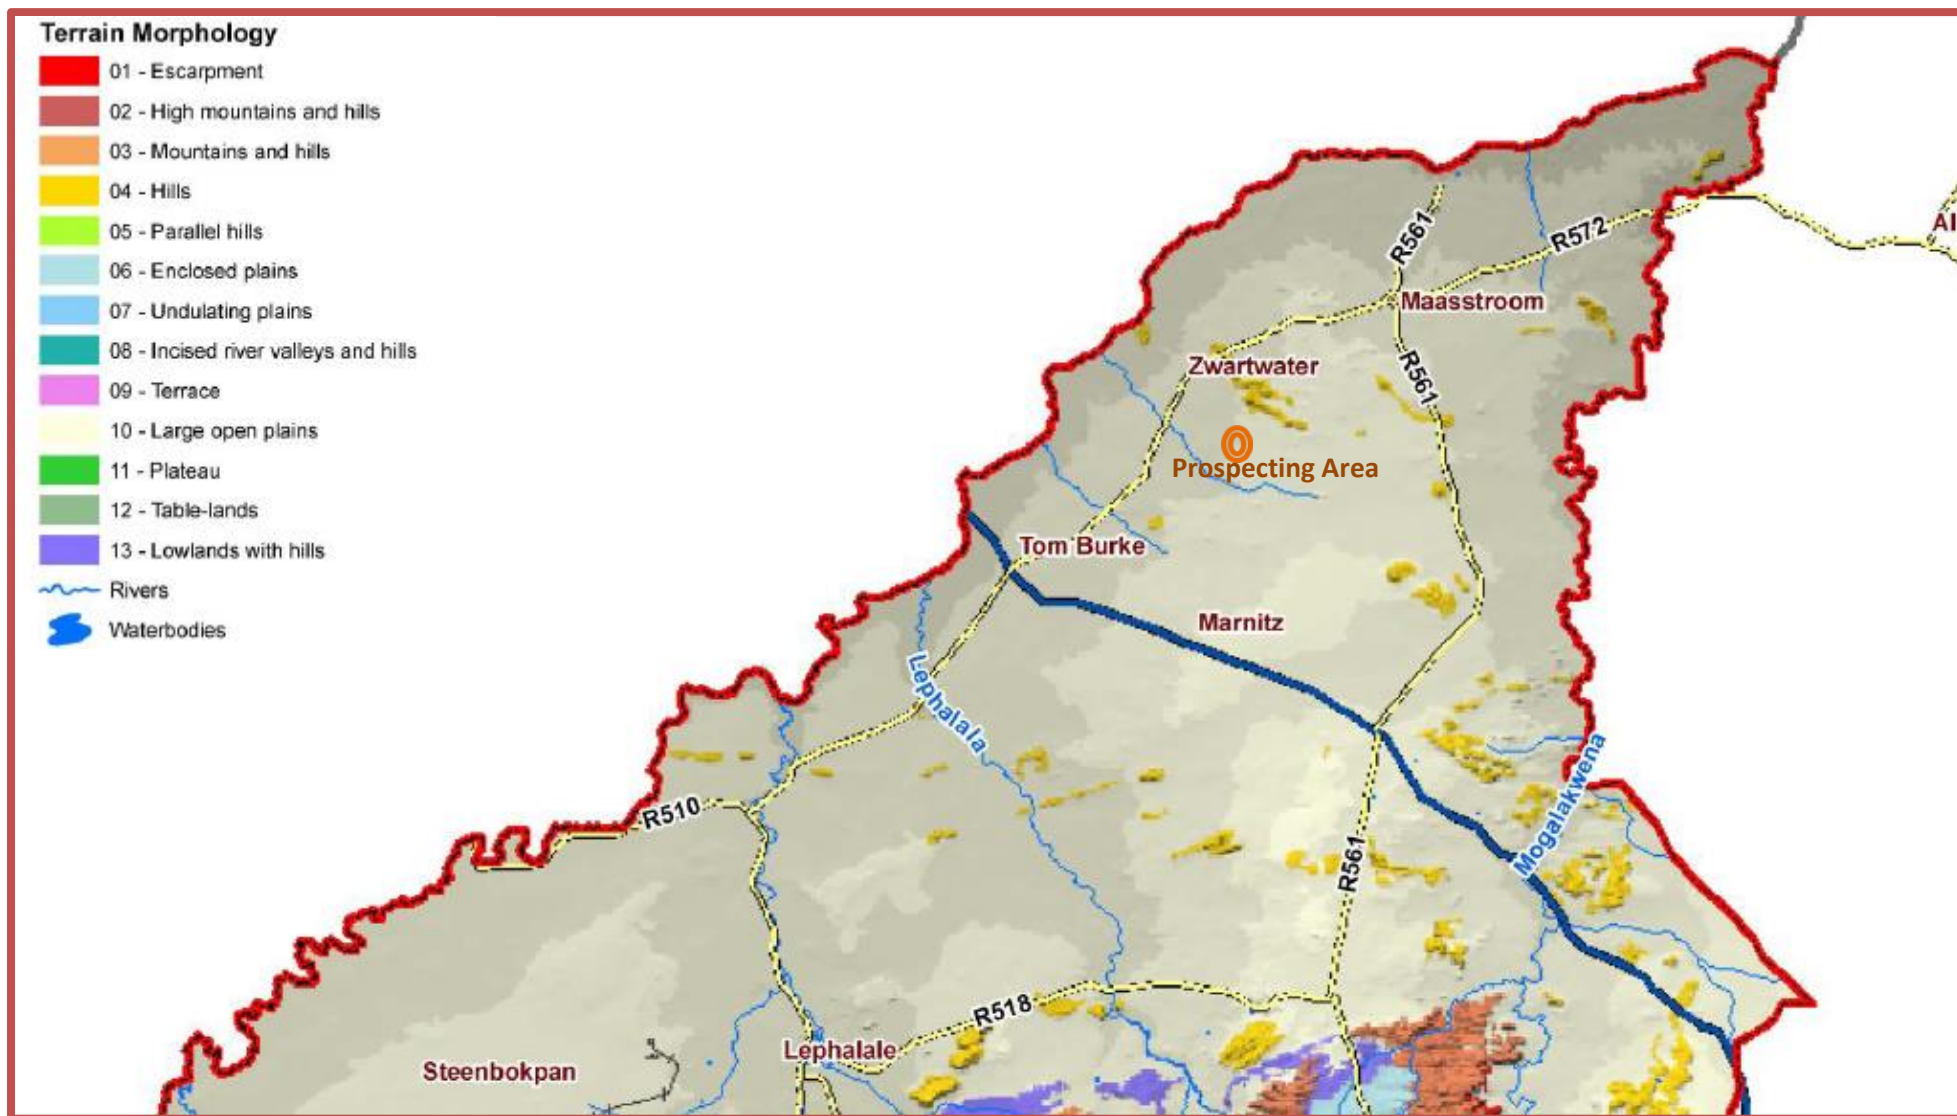 Terrain Morphology
01 - Escarpment
02 - High mountains and hills
03 - Mountains and hills
04 - Hills
05 - Parallel hills
06 - Enclosed plains
07 - Undulating plains
08 - Incised river valleys and hills
09 - Terrace
10 - Large open plains
11 - Plateau
12 - Table-lands
13 - Lowlands with hills
Rivers
Waterbodies
R561
R572
Al
Maasstroom
Zwartwater
R561
Prospecting Area
Tom Burke
Marnitz
Lephalala
Mogalakwena
R510
R561
R518
Lephalale
Steenbokpan